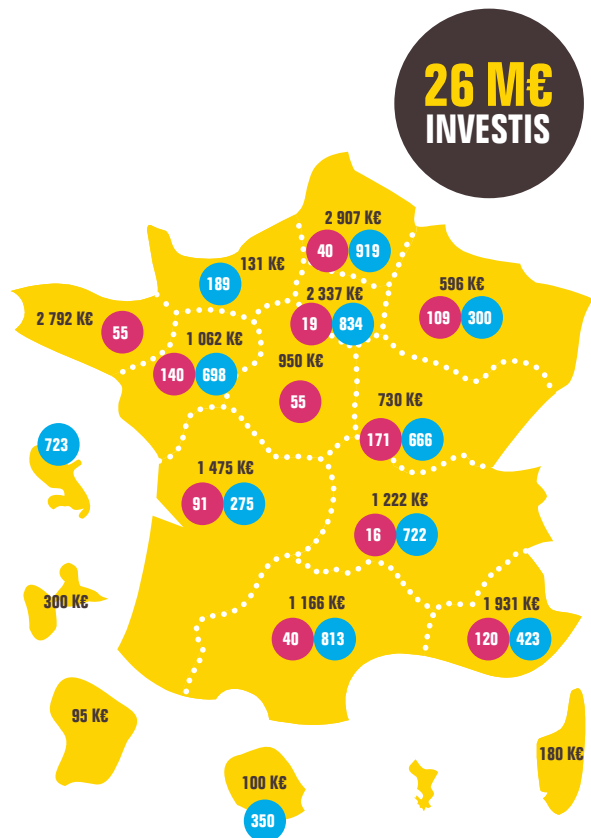 26 M€
INVESTIS
2 907 K€
40 919
131 K€
189
596 K€
109 300
2 337 K€
19 834
2 792 K€
55
1 062 K€
140 698
950 K€
55
730 K€
171 666
723
1 475 K€
91 275
1 222 K€
16 722
300 K€
1 166 K€
40 813
1 931 K€
120 423
95 K€
180 K€
100 K€
350